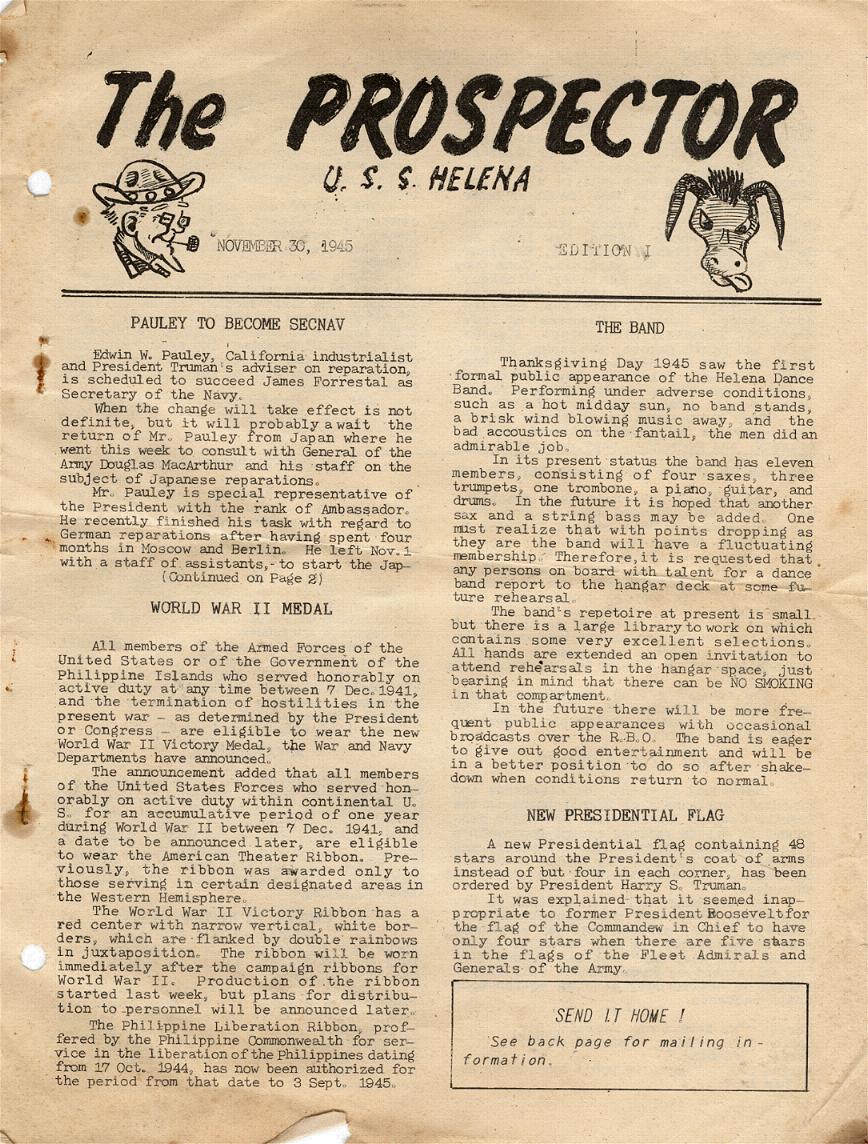 The PROSPECTOR
U. S. S. HELENA
NOVEMBER 30, 1945
EDITION I
PAULEY TO BECOME SECNAV
Edwin W. Pauley, California industrialist
and President Truman's adviser on reparation,
is scheduled to succeed James Forrestal as
Secretary of the Navy.
When the change will take effect is not
definite, but it will probably await the
return of Mr. Pauley from Japan where he
went this week to consult with General of the
Army Douglas MacArthur and his staff on the
subject of Japanese reparations.
Mr. Pauley is special representative of
the President with the rank of Ambassador.
He recently finished his task with regard to
German reparations after having spent four
months in Moscow and Berlin. He left Nov. 1
with a staff of assistants, to start the Jap-
(Continued on Page 2)
WORLD WAR II MEDAL
All members of the Armed Forces of the
United States or of the Government of the
Philippine Islands who served honorably on
active duty at any time between 7 Dec. 1941,
and the termination of hostilities in the
present war - as determined by the President
or Congress - are eligible to wear the new
World War II Victory Medal, the War and Navy
Departments have announced.
The announcement added that all members
of the United States Forces who served hon-
orably on active duty within continental U.
S. for an accumulative period of one year
during World War II between 7 Dec. 1941, and
a date to be announced later, are eligible
to wear the American Theater Ribbon. Pre-
viously, the ribbon was awarded only to
those serving in certain designated areas in
the Western Hemisphere.
The World War II Victory Ribbon has a
red center with narrow vertical, white bor-
ders, which are flanked by double rainbows
in juxtaposition. The ribbon will be worn
immediately after the campaign ribbons for
World War II. Production of the ribbon
started last week, but plans for distribu-
tion to personnel will be announced later.
The Philippine Liberation Ribbon, prof-
fered by the Philippine Commonwealth for ser-
vice in the liberation of the Philippines dating
from 17 Oct. 1944, has now been authorized for
the period from that date to 3 Sept. 1945.
THE BAND
Thanksgiving Day 1945 saw the first
formal public appearance of the Helena Dance
Band. Performing under adverse conditions,
such as a hot midday sun, no band stands,
a brisk wind blowing music away, and the
bad accoustics on the fantail, the men did an
admirable job.
In its present status the band has eleven
members, consisting of four saxes, three
trumpets, one trombone, a piano, guitar, and
drums. In the future it is hoped that another
sax and a string bass may be added. One
must realize that with points dropping as
they are the band will have a fluctuating
membership. Therefore, it is requested that
any persons on board with talent for a dance
band report to the hangar deck at some fu-
ture rehearsal.
The band's repetoire at present is small
but there is a large library to work on which
contains some very excellent selections.
All hands are extended an open invitation to
attend rehearsals in the hangar space, just
bearing in mind that there can be NO SMOKING
in that compartment.
In the future there will be more fre-
quent public appearances with occasional
broadcasts over the R.B.O. The band is eager
to give out good entertainment and will be
in a better position to do so after shake-
down when conditions return to normal.
NEW PRESIDENTIAL FLAG
A new Presidential flag containing 48
stars around the President's coat of arms
instead of but four in each corner, has been
ordered by President Harry S. Truman.
It was explained that it seemed inap-
propriate to former President Roosevelt for
the flag of the Commandew in Chief to have
only four stars when there are five stars
in the flags of the Fleet Admirals and
Generals of the Army.
SEND IT HOME !
See back page for mailing in-
formation.